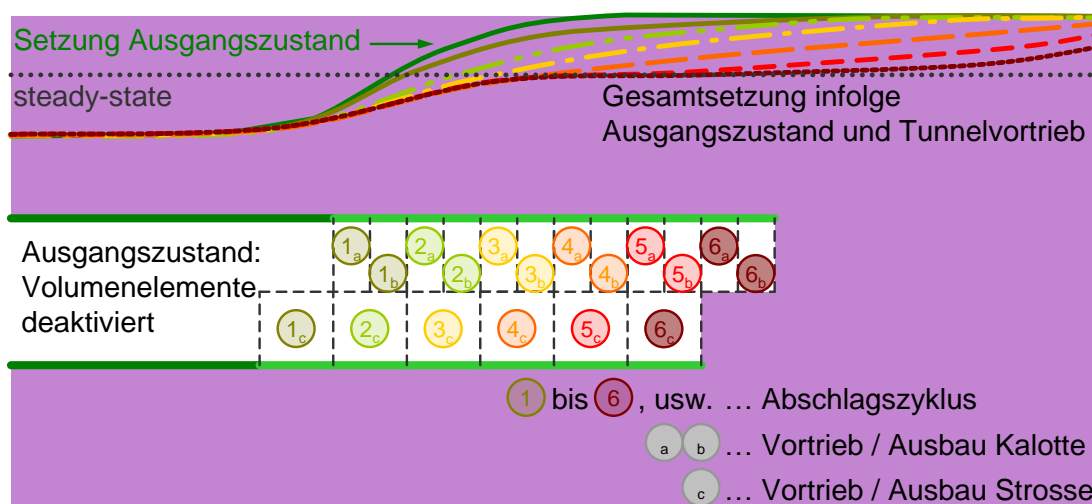 Setzung Ausgangszustand
steady-state
Gesamtsetzung infolge
Ausgangszustand und Tunnelvortrieb
Ausgangszustand:
Volumenelemente
deaktiviert
1a 2a 3a 4a 5a 6a
1b 2b 3b 4b 5b 6b
1c 2c 3c 4c 5c 6c
1 bis 6 , usw. … Abschlagszyklus
a b … Vortrieb / Ausbau Kalotte
c … Vortrieb / Ausbau Strosse